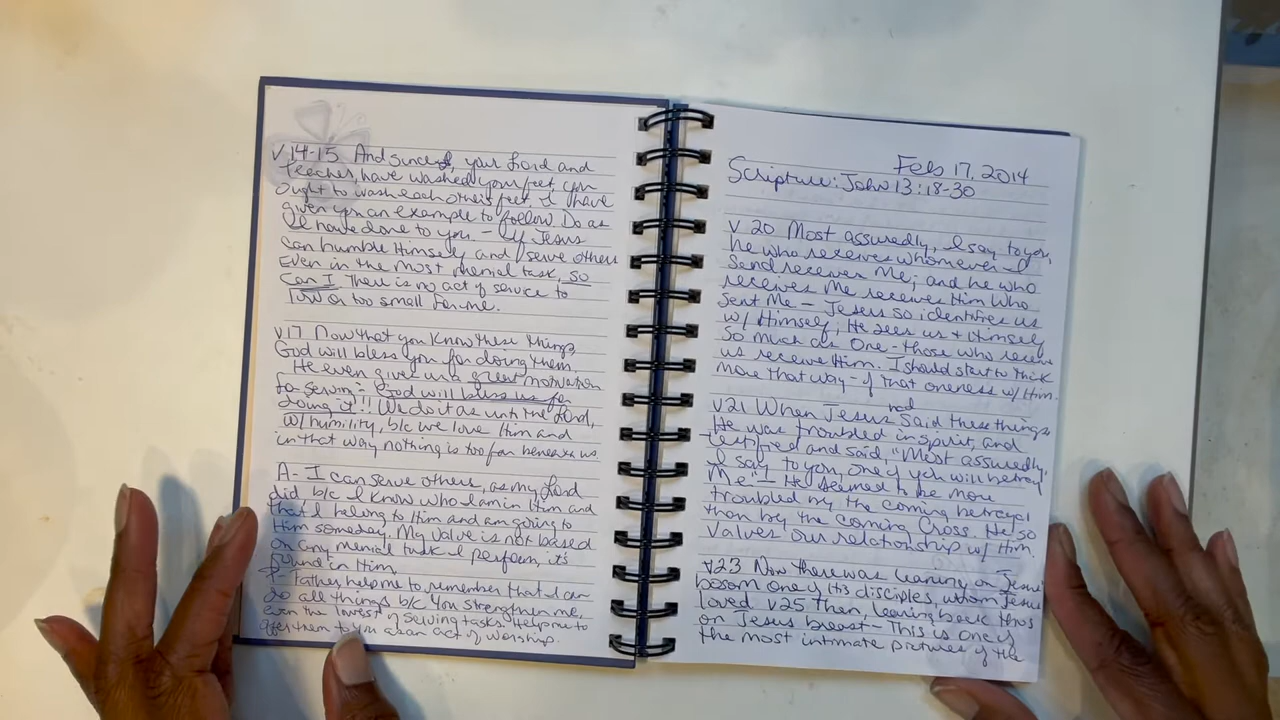 v 14-15 And since I, your Lord and
Teacher, have washed your feet you
ought to wash each others feet. I have
given you an example to follow. Do as
I have done to you. - If Jesus
can humble Himself and serve others
even in the most menial task, so
Can I. There is no act of service to
low or too small for me.
v17 Now that you know these things,
God will bless you for doing them.
He even gives us a great motivation
to serving: God will bless us for
doing it!! We do it as unto the Lord,
w/ humility, b/c we love Him and
in that way nothing is too far beneath us.
A- I can serve others, as my Lord
did b/c I know who I am in Him and
that I belong to Him and am going to
Him someday. My value is not based
on any menial task I perform, it's
found in Him.
P- Father help me to remember that I can
do all things b/c You strengthen me,
even the lowest of serving tasks. Help me to
offer them to You as an act of worship.
Feb 17, 2014
Scripture: John 13:18-30
v 20 Most assuredly, I say to you,
he who receives whomever I
send receives Me; and he who
receives Me receives Him Who
sent Me - Jesus so identifies us
w/ Himself, He sees us + Himself
so much as One - those who receive
us receive Him. I should start to think
more that way - of that oneness w/ Him.
v21 When Jesus had said these things
He was troubled in spirit, and
testified and said "Most assuredly,
I say to you, one of you will betray
Me" - He seemed to be more
troubled by the coming betrayal
than by the coming Cross. He so
values our relationship w/ Him.
v23 Now there was leaning on Jesus'
bosom one of His disciples, whom Jesus
loved v25 Then, leaning back thus
on Jesus breast - This is one of
the most intimate pictures of the